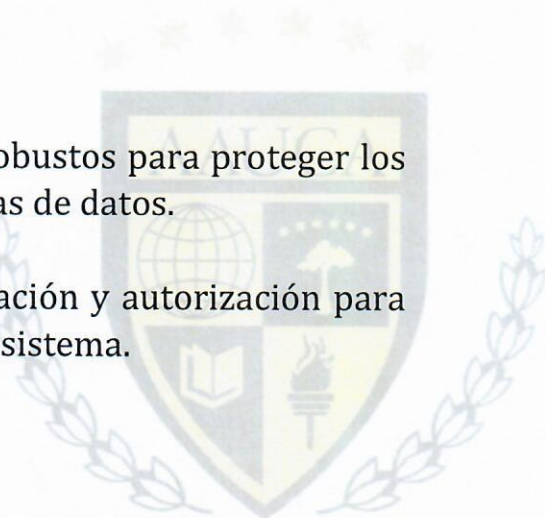 AAUCA
obustos para proteger los
as de datos.
ación y autorización para
sistema.